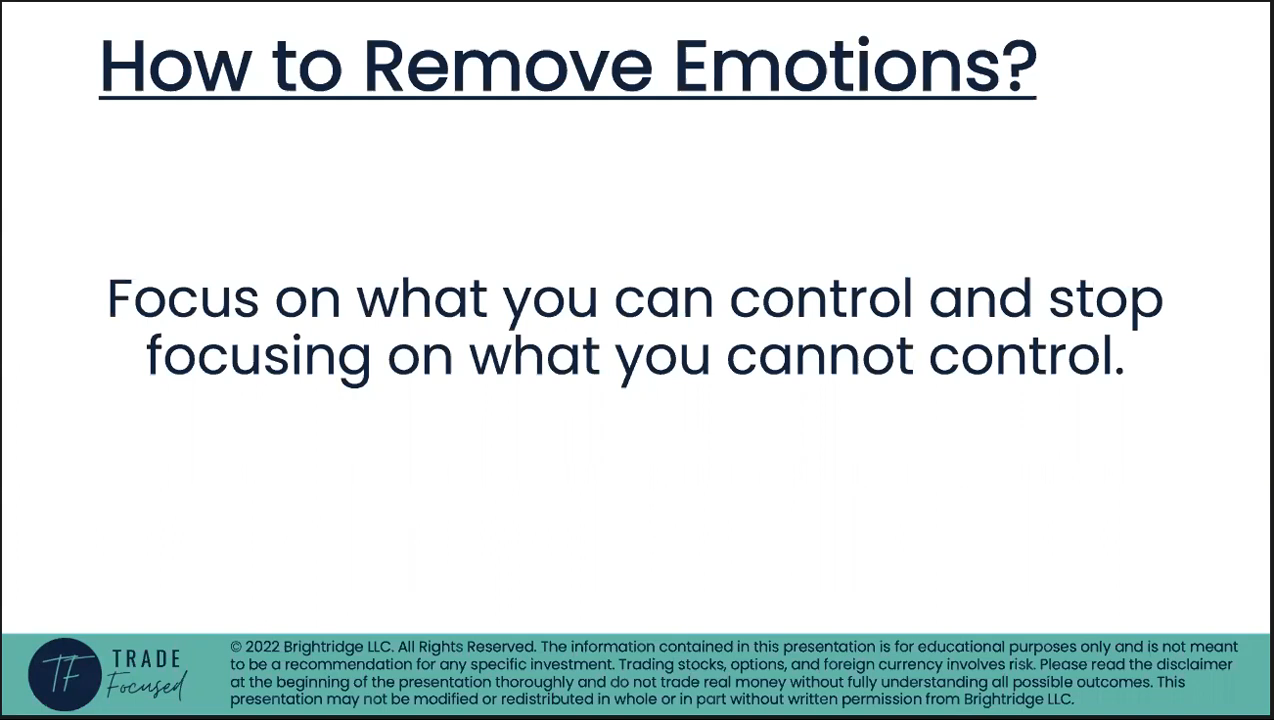 How to Remove Emotions?
Focus on what you can control and stop
focusing on what you cannot control.
TF
TRADE
Focused
© 2022 Brightridge LLC. All Rights Reserved. The information contained in this presentation is for educational purposes only and is not meant
to be a recommendation for any specific investment. Trading stocks, options, and foreign currency involves risk. Please read the disclaimer
at the beginning of the presentation thoroughly and do not trade real money without fully understanding all possible outcomes. This
presentation may not be modified or redistributed in whole or in part without written permission from Brightridge LLC.